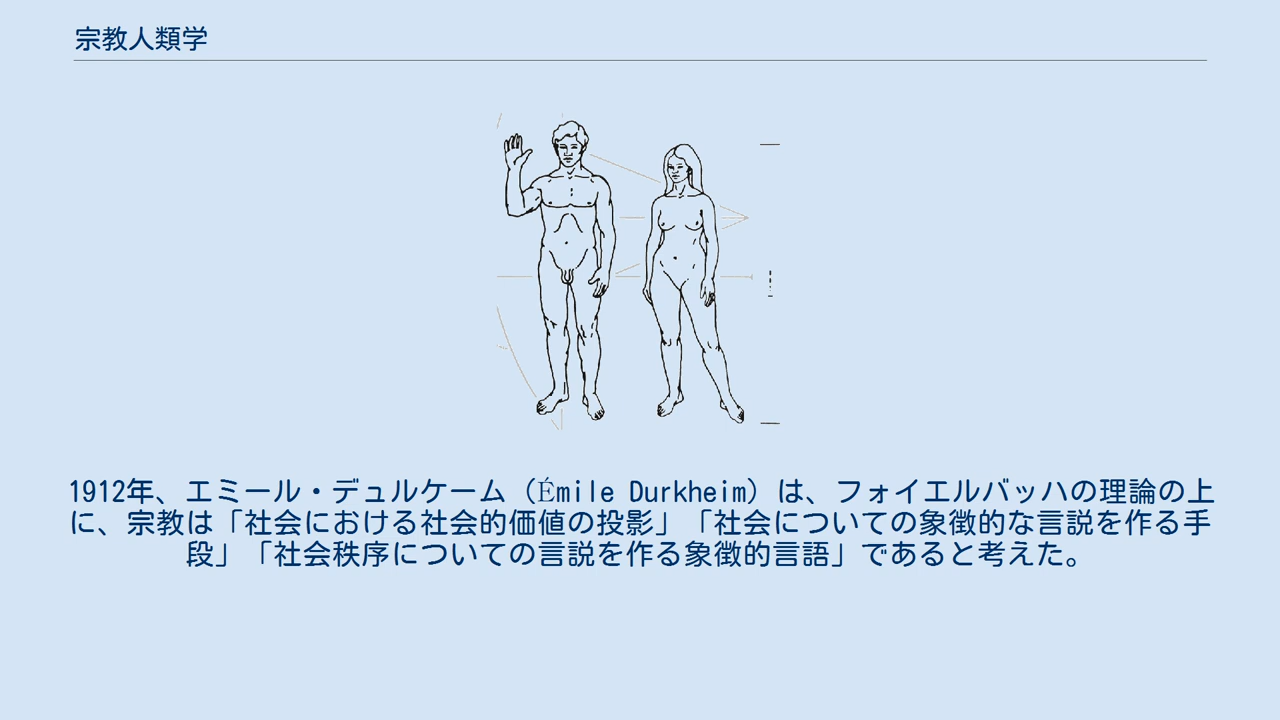 宗教人類学
1912年、エミール・デュルケーム（Émile Durkheim）は、フォイエルバッハの理論の上
に、宗教は「社会における社会的価値の投影」「社会についての象徴的な言説を作る手
段」「社会秩序についての言説を作る象徴的言語」であると考えた。